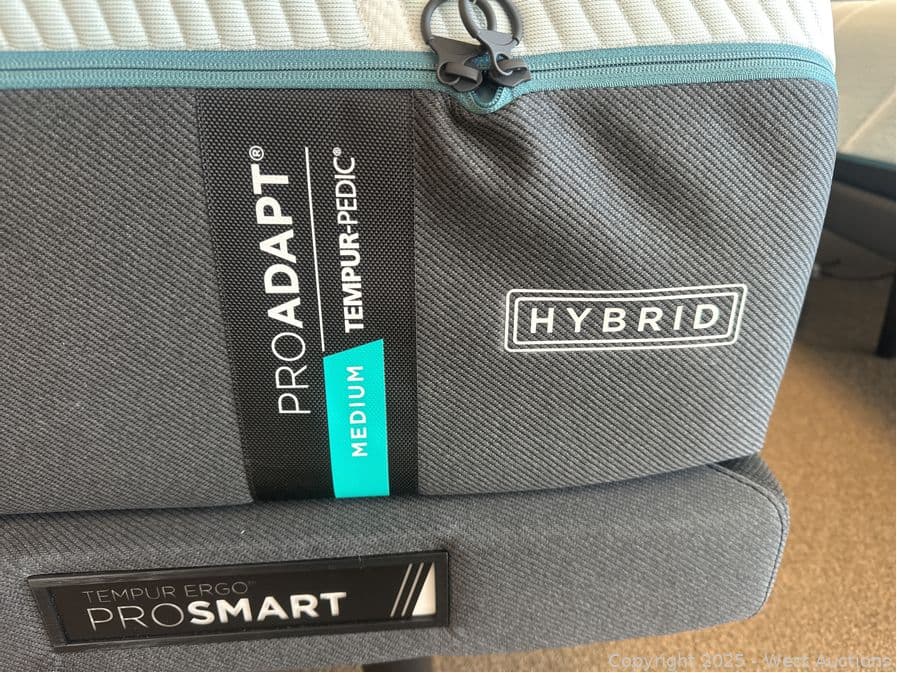 PROADAPT®
TEMPUR-PEDIC®
MEDIUM
HYBRID
TEMPUR ERGO™
PROSMART
Copyright 2025 - West Auctions